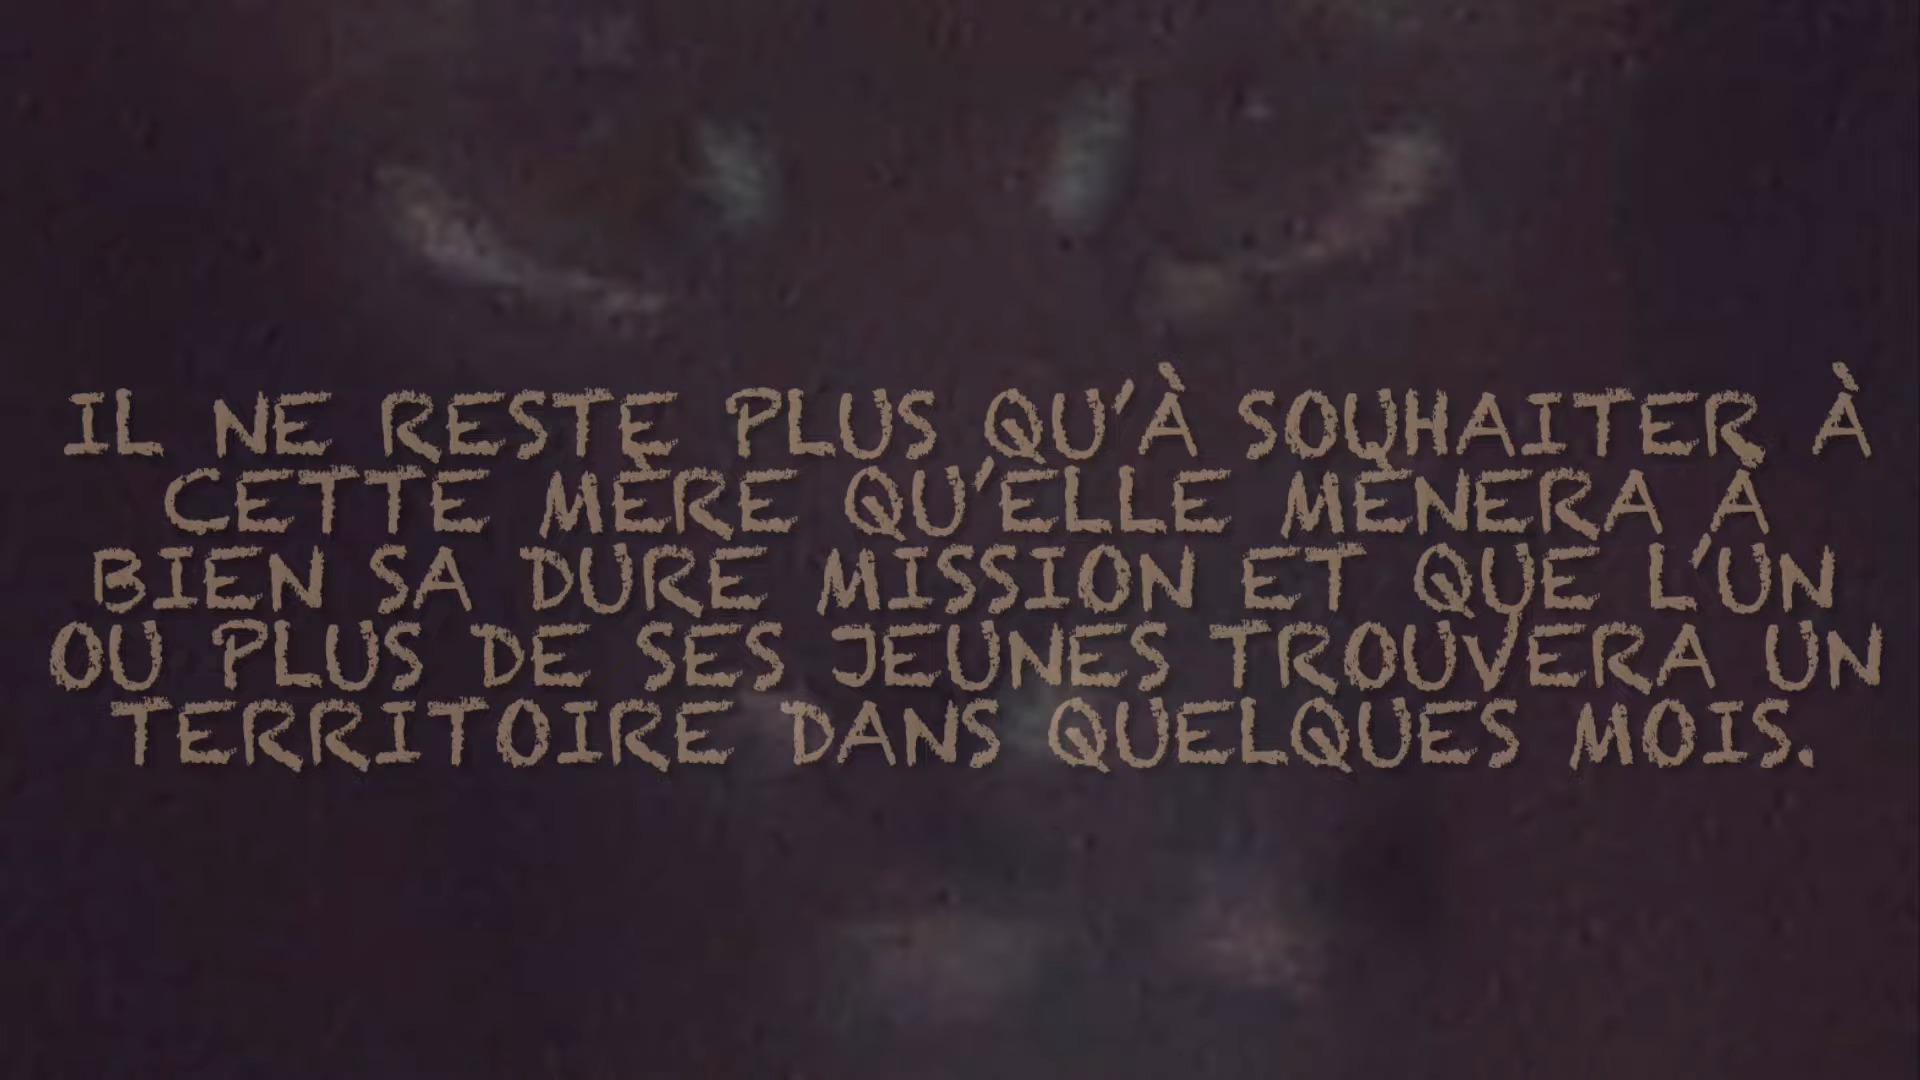 IL NE RESTE PLUS QU'À SOUHAITER À
CETTE MÈRE QU'ELLE MÈNERA À
BIEN SA DURE MISSION ET QUE L'UN
OU PLUS DE SES JEUNES TROUVERA UN
TERRITOIRE DANS QUELQUES MOIS.